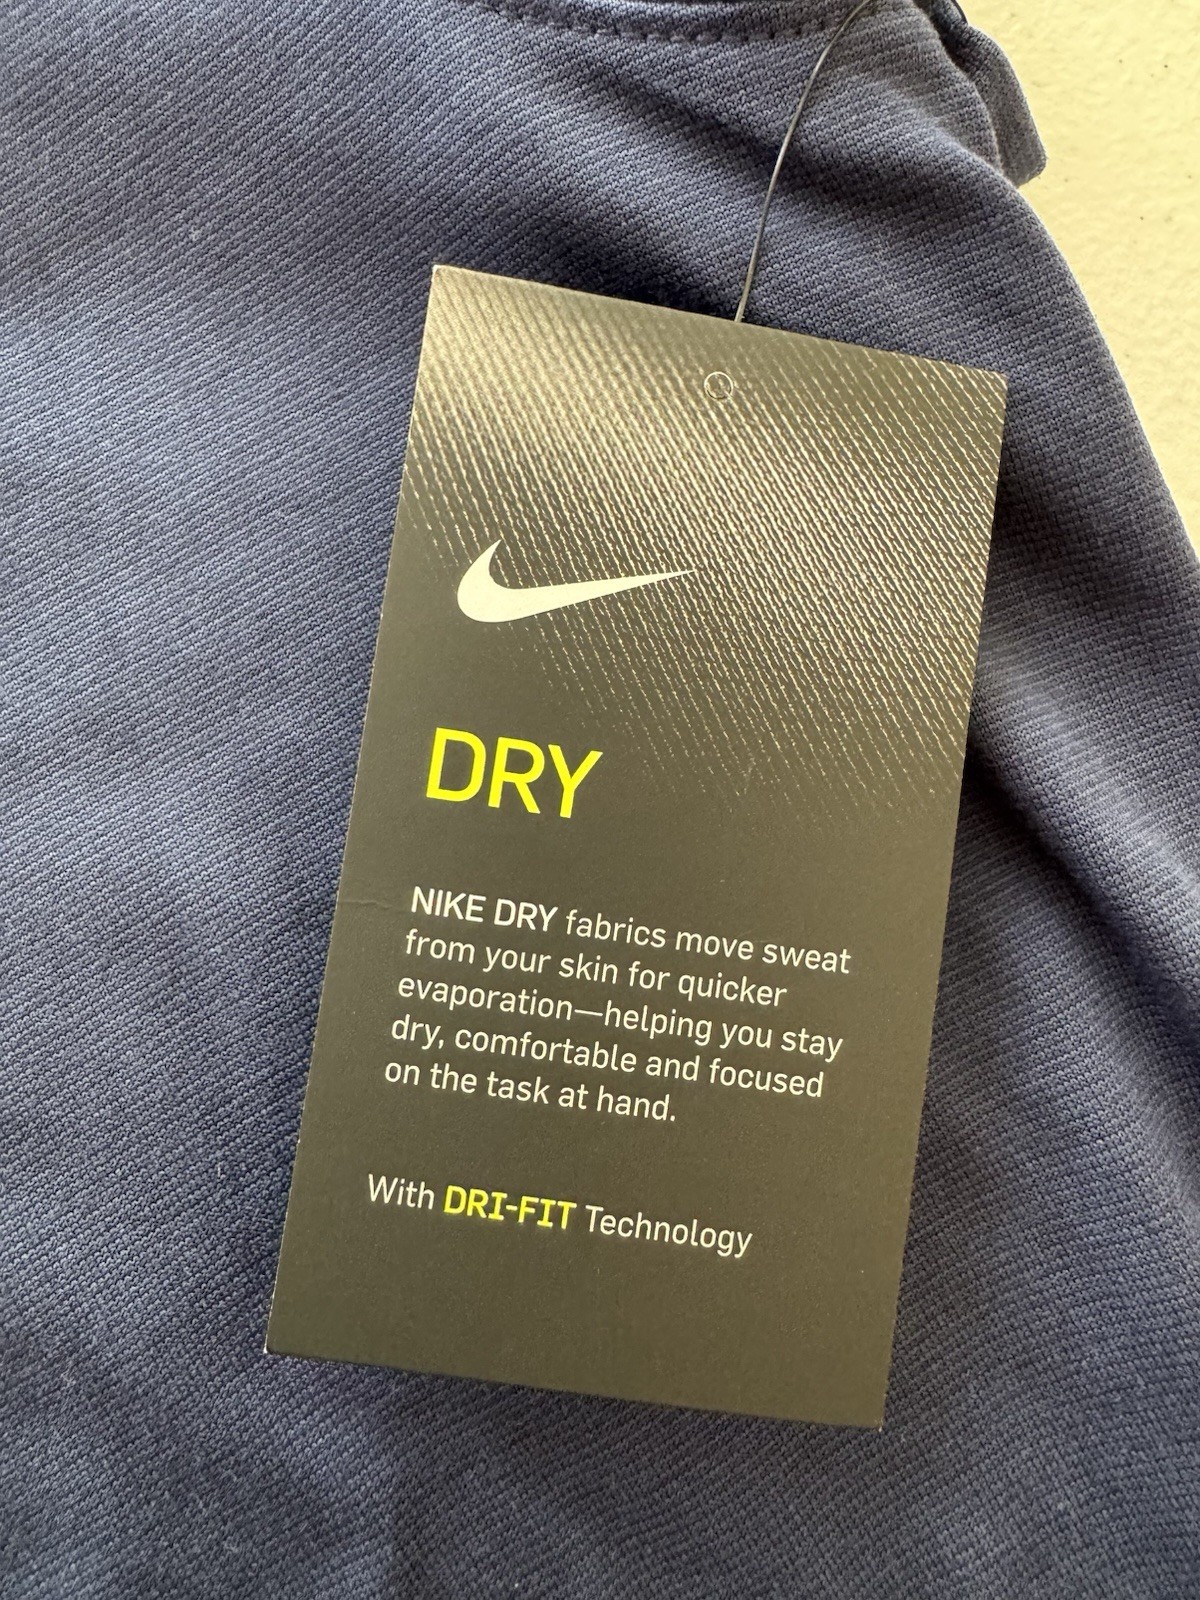 DRY
NIKE DRY fabrics move sweat
from your skin for quicker
evaporation—helping you stay
dry, comfortable and focused
on the task at hand.
With DRI-FIT Technology